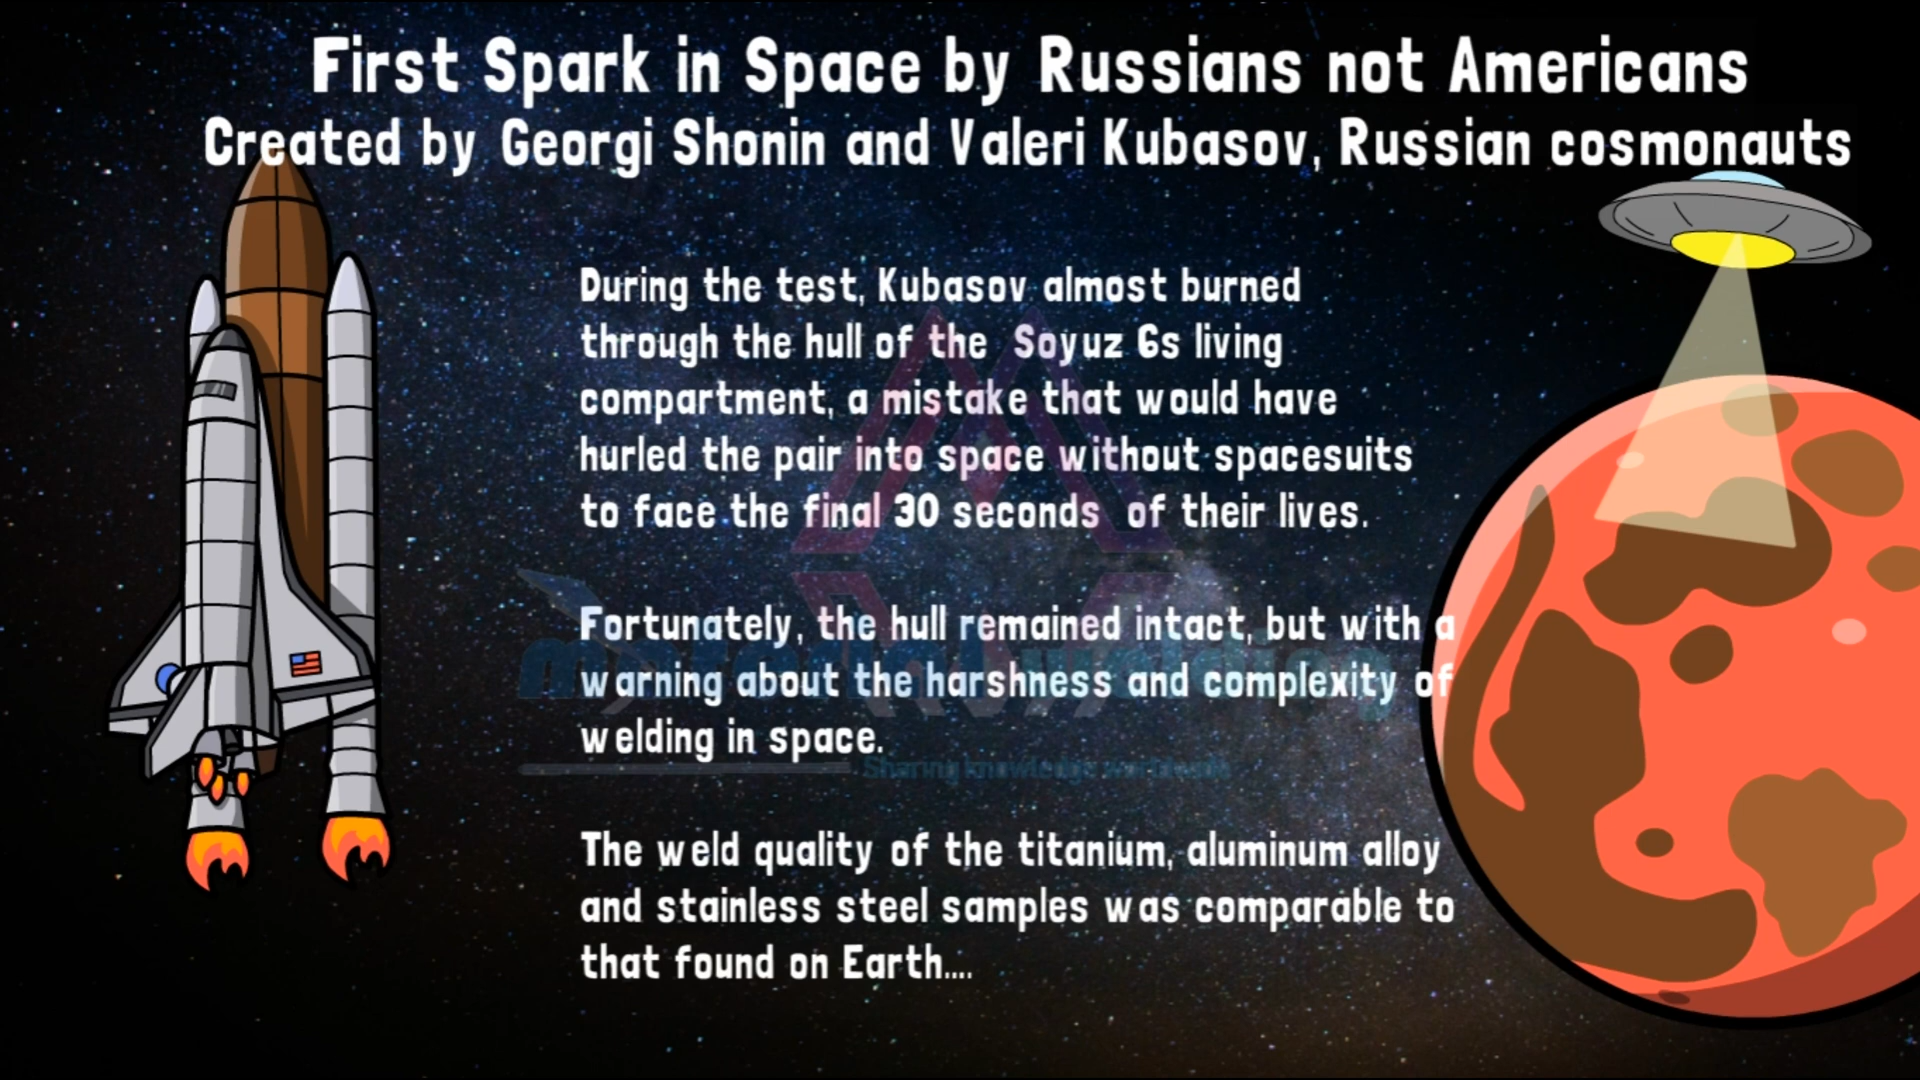 First Spark in Space by Russians not Americans
Created by Georgi Shonin and Valeri Kubasov, Russian cosmonauts
During the test, Kubasov almost burned
through the hull of the Soyuz 6s living
compartment, a mistake that would have
hurled the pair into space without spacesuits
to face the final 30 seconds of their lives.
Fortunately, the hull remained intact, but with a
warning about the harshness and complexity of
welding in space.
Sharing knowledge worldwide
The weld quality of the titanium, aluminum alloy
and stainless steel samples was comparable to
that found on Earth....